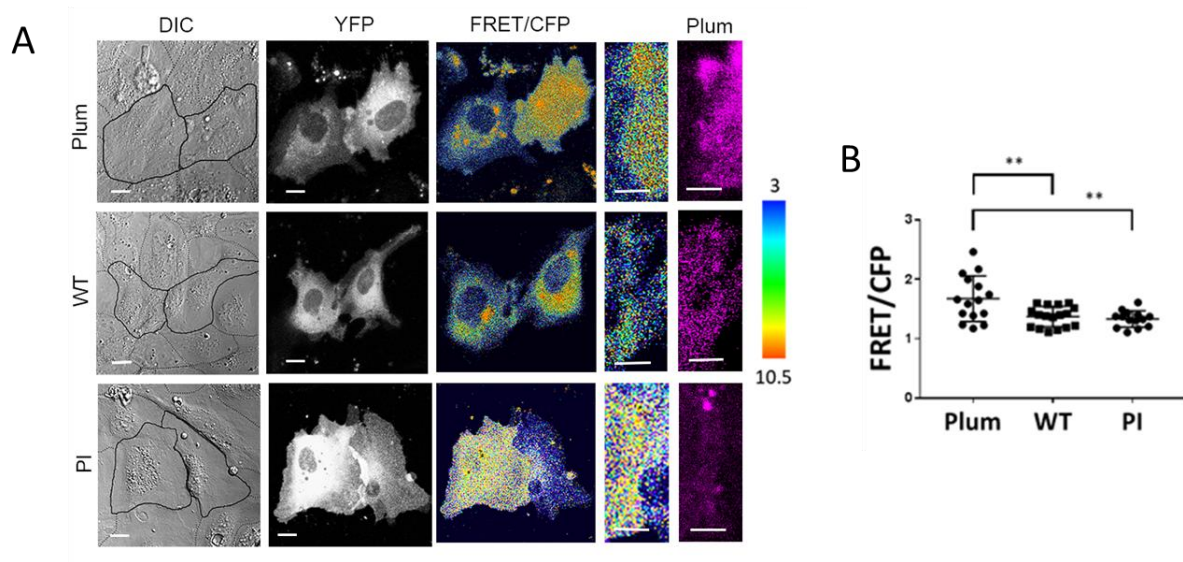 A
DIC
YFP
FRET/CFP
Plum
Plum
WT
PI
3
10.5
B
**
**
FRET/CFP
3
2
1
0
Plum
WT
PI